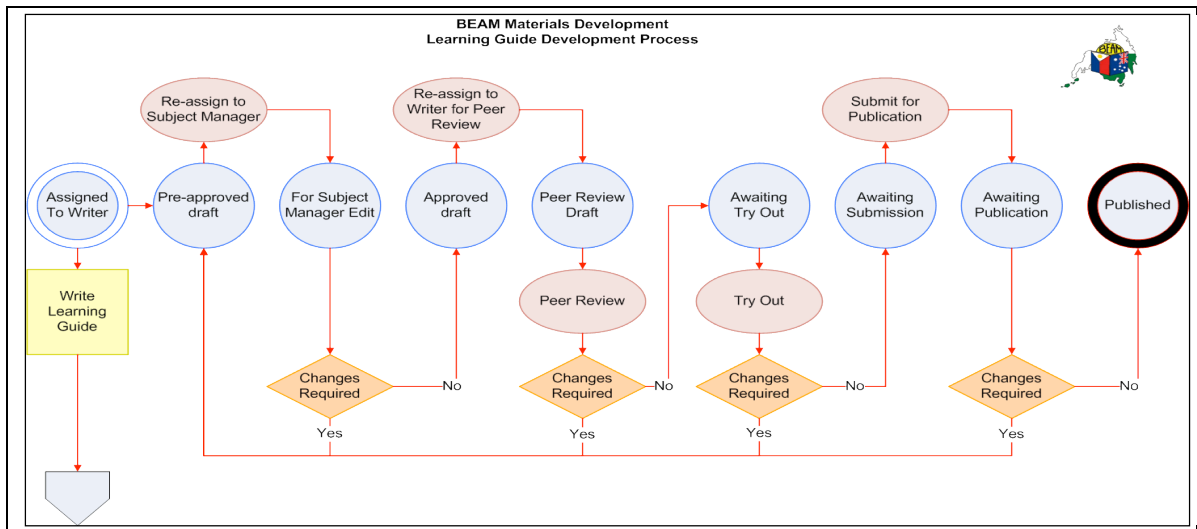 BEAM Materials Development
Learning Guide Development Process
BEAM
Re-assign to
Subject Manager
Re-assign to
Writer for Peer
Review
Submit for
Publication
Assigned
To Writer
Pre-approved
draft
For Subject
Manager Edit
Approved
draft
Peer Review
Draft
Awaiting
Try Out
Awaiting
Submission
Awaiting
Publication
Published
Write
Learning
Guide
Peer Review
Try Out
Changes
Required
No
Changes
Required
No
Changes
Required
No
Changes
Required
No
Yes
Yes
Yes
Yes